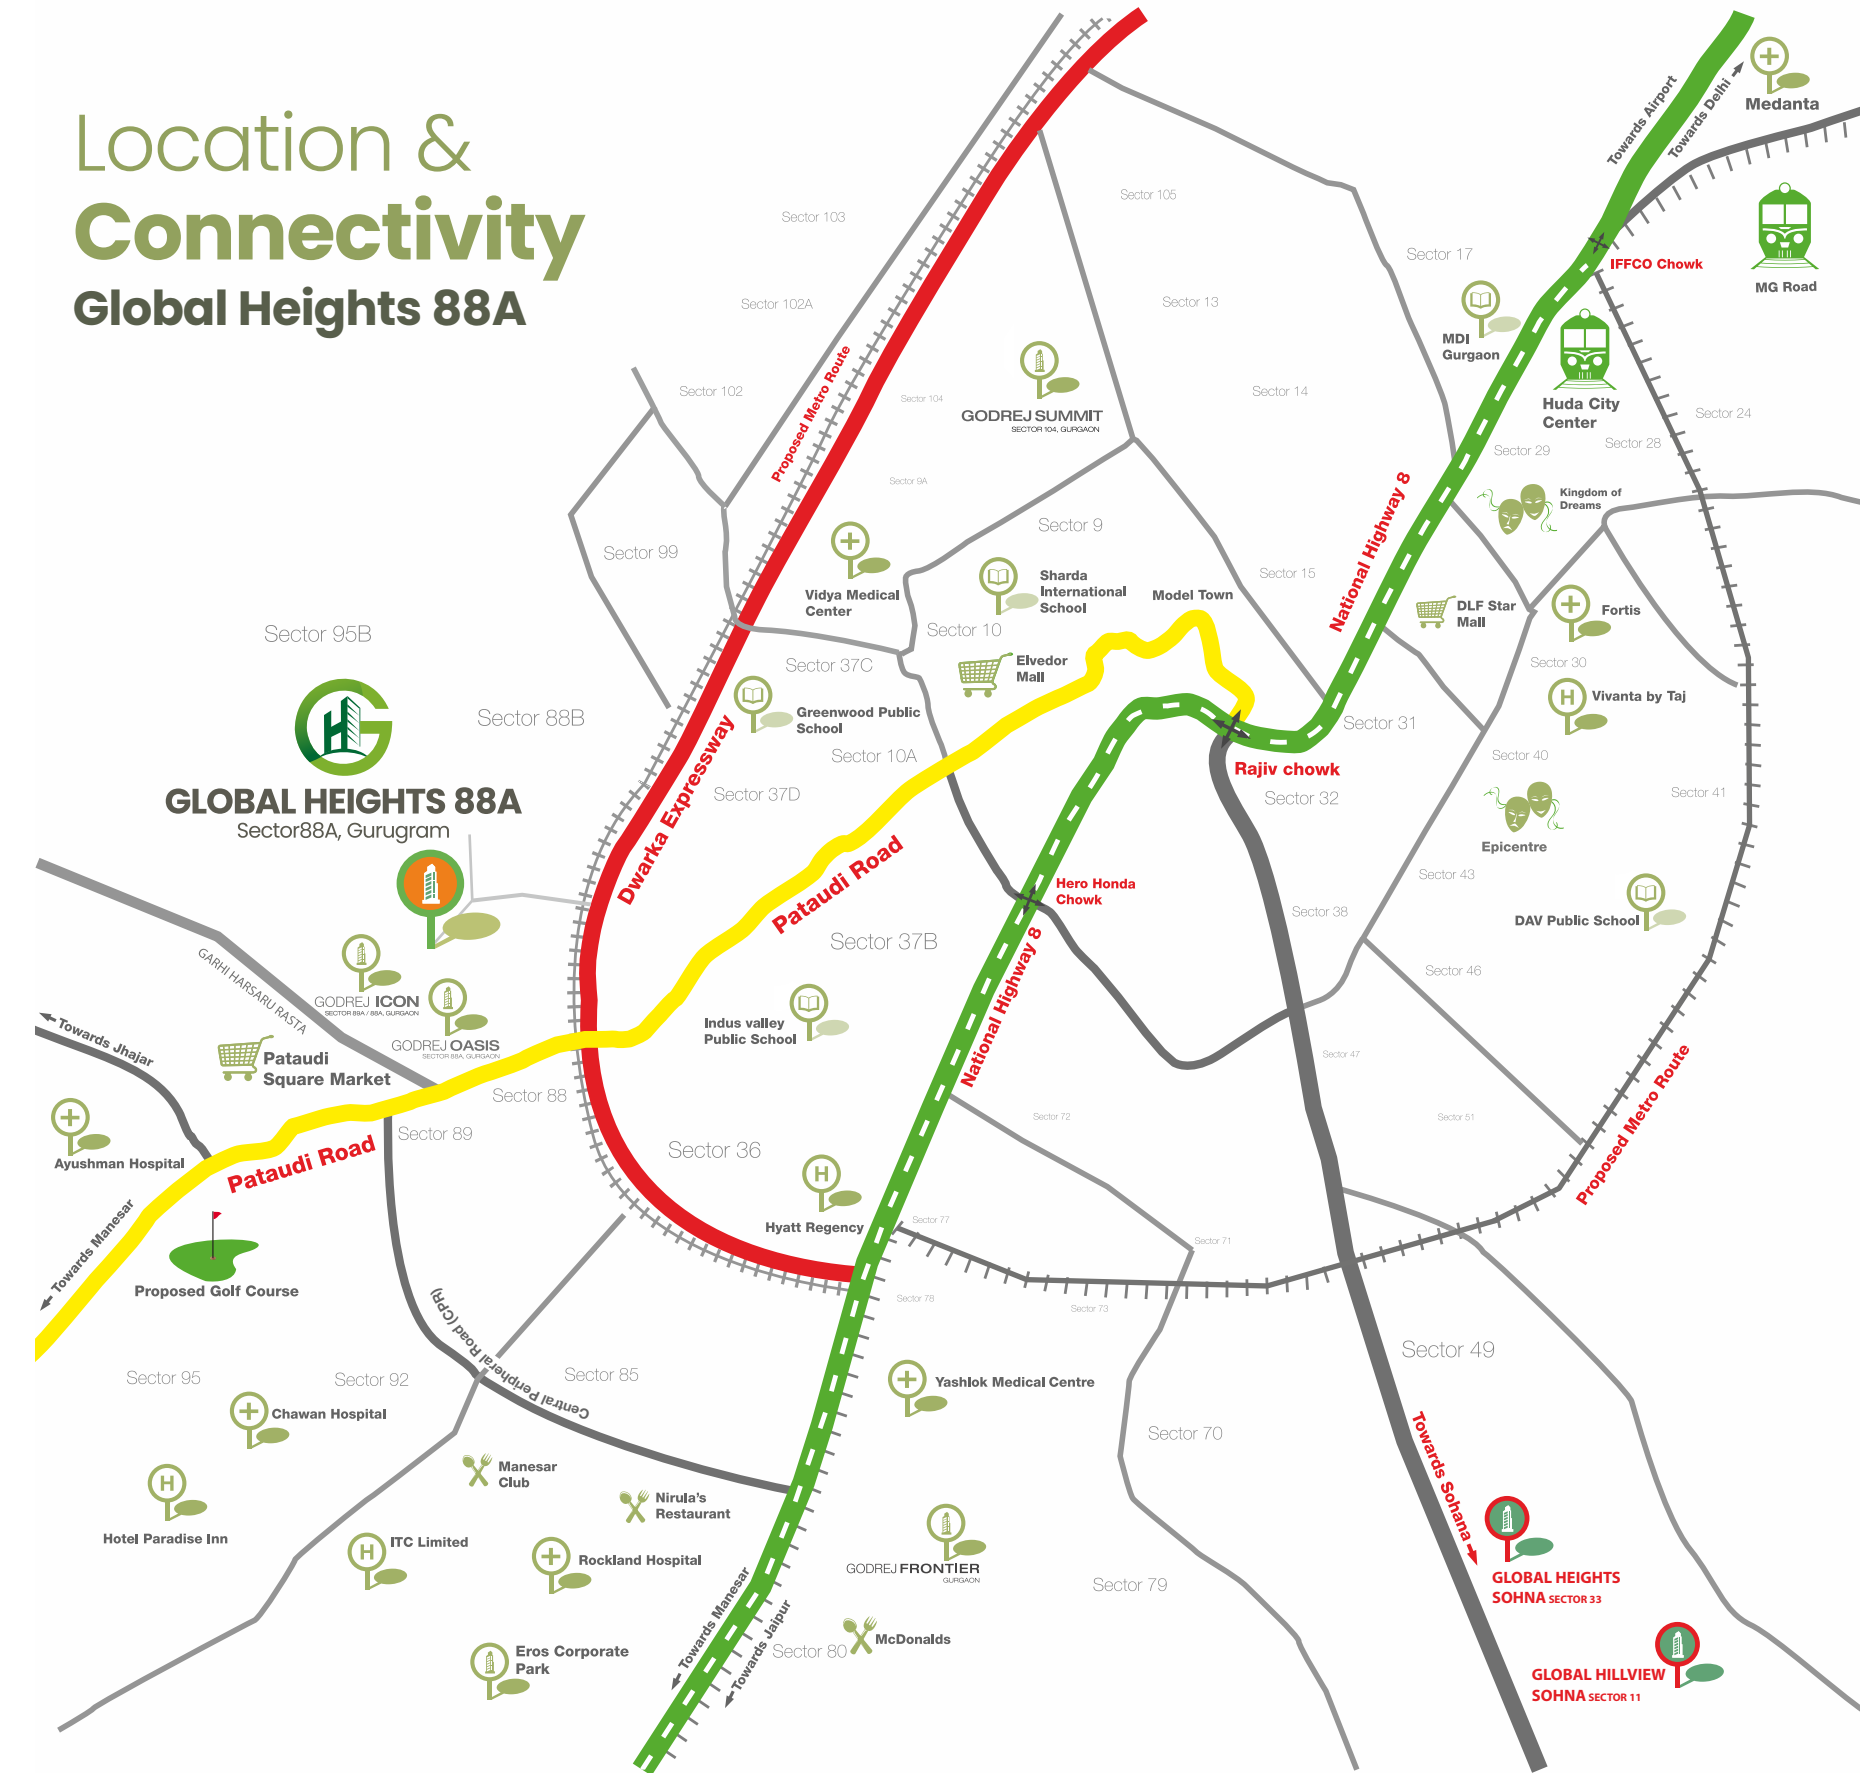 Location &
Connectivity
Global Heights 88A
Towards Airport
Towards Delhi
Medanta
Sector 105
Sector 103
Sector 17
IFFCO Chowk
MG Road
Sector 102A
Sector 13
MDI
Gurgaon
Proposed Metro Route
Sector 102
Sector 104
GODREJ SUMMIT
SECTOR 104, GURGAON
Sector 14
Huda City
Center
Sector 24
Sector 28
Sector 29
Sector 9A
National Highway 8
Kingdom of
Dreams
Sector 9
Sector 99
Vidya Medical
Center
Sharda
International
School
Model Town
Sector 15
DLF Star
Mall
Fortis
Sector 95B
Sector 10
Sector 37C
Elvedor
Mall
Sector 30
Vivanta by Taj
Sector 88B
Greenwood Public
School
Sector 31
Sector 10A
Sector 40
Rajiv chowk
Sector 37D
Sector 32
Sector 41
GLOBAL HEIGHTS 88A
Sector88A, Gurugram
Dwarka Expressway
Pataudi Road
Epicentre
Hero Honda
Chowk
Sector 43
Sector 38
DAV Public School
Sector 37B
GARHI HARSARU RASTA
GODREJ ICON
SECTOR 89A / 88A, GURGAON
Sector 46
National Highway 8
Indus valley
Public School
Towards Jhajar
GODREJ OASIS
SECTOR 88A, GURGAON
Pataudi
Square Market
Sector 47
Sector 88
Sector 72
Sector 51
Proposed Metro Route
Sector 89
Ayushman Hospital
Pataudi Road
Sector 36
Towards Manesar
Hyatt Regency
Sector 77
Sector 71
Proposed Golf Course
Sector 78
Sector 73
Central Peripheral Road (CPR)
Sector 49
Sector 95
Sector 92
Sector 85
Yashlok Medical Centre
Chawan Hospital
Sector 70
Towards Sohana
Manesar
Club
Nirula's
Restaurant
Hotel Paradise Inn
ITC Limited
Rockland Hospital
GODREJ FRONTIER
GURGAON
Sector 79
GLOBAL HEIGHTS
SOHNA SECTOR 33
Towards Manesar
Towards Jaipur
Sector 80
McDonalds
Eros Corporate
Park
GLOBAL HILLVIEW
SOHNA SECTOR 11